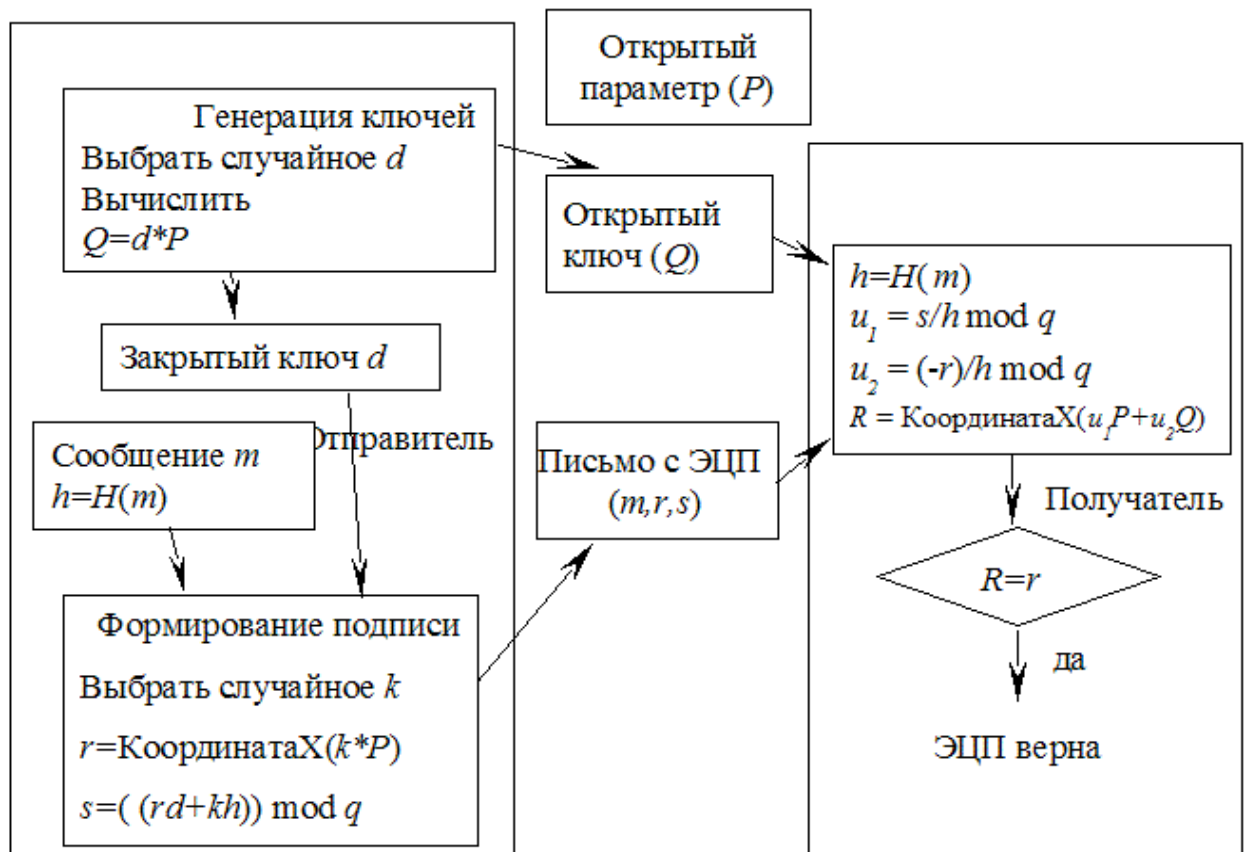 Открытый
параметр (P)
Генерация ключей
Выбрать случайное d
Вычислить
Q=d*P
Открытый
ключ (Q)
Закрытый ключ d
Отправитель
Сообщение m
h=H(m)
Формирование подписи
Выбрать случайное k
r=КоординатаX(k*P)
s=( (rd+kh)) mod q
Письмо с ЭЦП
(m,r,s)
h=H( m)
u₁ = s/h mod q
u₂ = (-r)/h mod q
R = КоординатаX(u₁P+u₂Q)
Получатель
R=r
да
ЭЦП верна